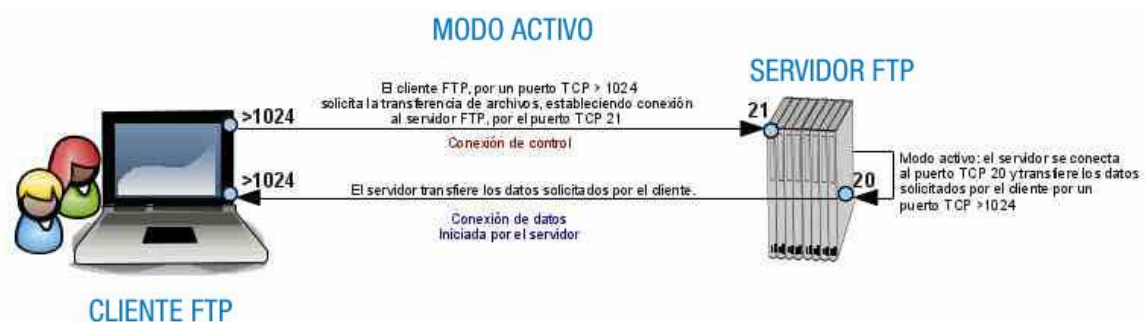 MODO ACTIVO
El cliente FTP, por un puerto TCP > 1024
solicita la transferencia de archivos, estableciendo conexión
al servidor FTP, por el puerto TCP 21
SERVIDOR FTP
>1024
21
Conexión de control
>1024
El servidor transfiere los datos solicitados por el cliente.
20
Modo activo: el servidor se conecta
al puerto TCP 20 y transfiere los datos
solicitados por el cliente por un
puerto TCP >1024
Conexión de datos
Iniciada por el servidor
CLIENTE FTP